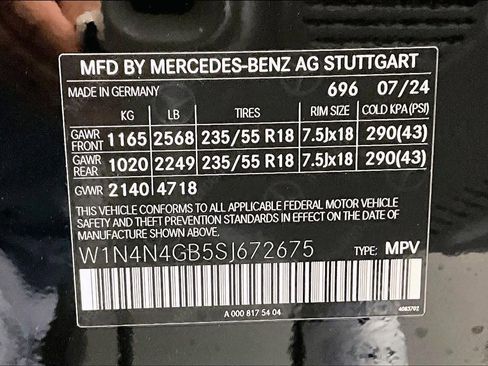 MFD BY MERCEDES-BENZ AG STUTTGART
MADE IN GERMANY 696 07/24
KG LB TIRES RIM SIZE COLD KPA(PSI)
GAWR FRONT 1165 2568 235/55 R18 7.5Jx18 290(43)
GAWR REAR 1020 2249 235/55 R18 7.5Jx18 290(43)
GVWR 2140 4718
THIS VEHICLE CONFORMS TO ALL APPLICABLE FEDERAL MOTOR VEHICLE
SAFETY AND THEFT PREVENTION STANDARDS IN EFFECT ON THE DATE
OF MANUFACTURE SHOWN ABOVE.
W1N4N4GB5SJ672675 TYPE: MPV
A 000 817 54 04